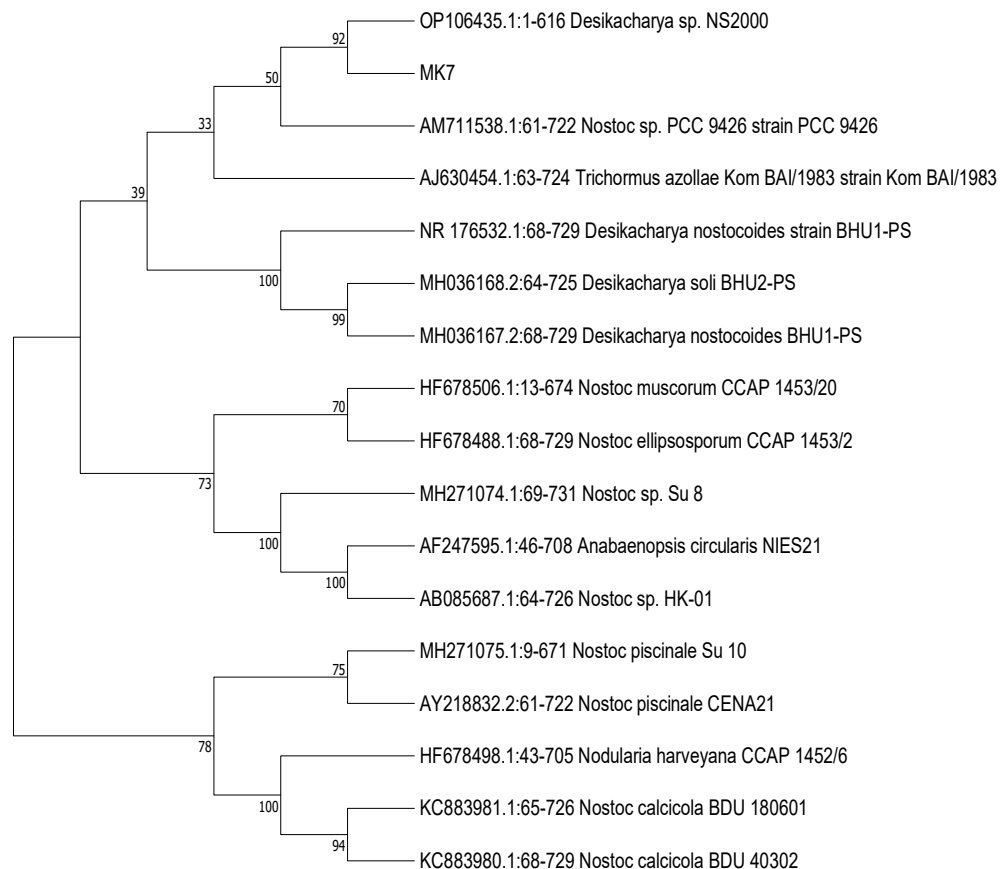 OP106435.1:1-616 Desikacharya sp. NS2000
92
MK7
50
AM711538.1:61-722 Nostoc sp. PCC 9426 strain PCC 9426
33
AJ630454.1:63-724 Trichormus azollae Kom BAI/1983 strain Kom BAI/1983
39
NR 176532.1:68-729 Desikacharya nostocoides strain BHU1-PS
100
MH036168.2:64-725 Desikacharya soli BHU2-PS
99
MH036167.2:68-729 Desikacharya nostocoides BHU1-PS
HF678506.1:13-674 Nostoc muscorum CCAP 1453/20
70
HF678488.1:68-729 Nostoc ellipsosporum CCAP 1453/2
73
MH271074.1:69-731 Nostoc sp. Su 8
100
AF247595.1:46-708 Anabaenopsis circularis NIES21
100
AB085687.1:64-726 Nostoc sp. HK-01
MH271075.1:9-671 Nostoc piscinale Su 10
75
AY218832.2:61-722 Nostoc piscinale CENA21
78
HF678498.1:43-705 Nodularia harveyana CCAP 1452/6
100
KC883981.1:65-726 Nostoc calcicola BDU 180601
94
KC883980.1:68-729 Nostoc calcicola BDU 40302